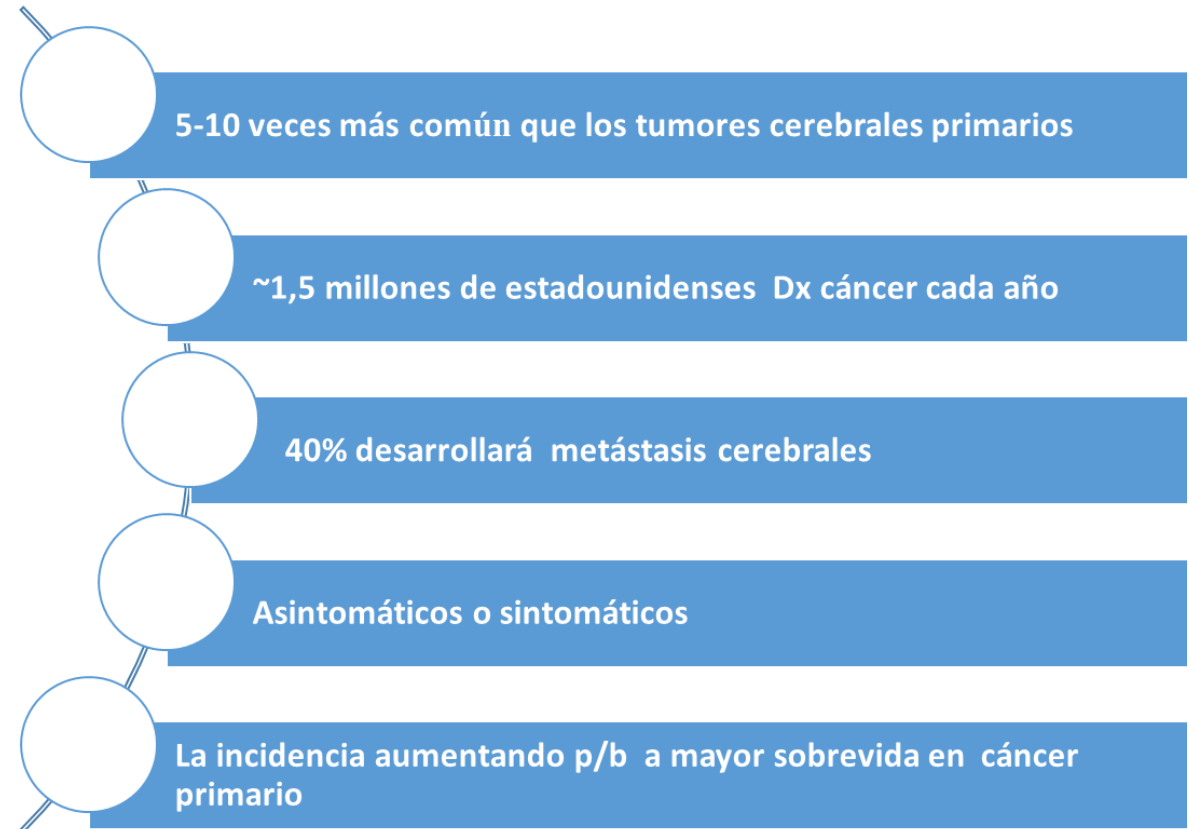 5-10 veces más común que los tumores cerebrales primarios
~1,5 millones de estadounidenses Dx cáncer cada año
40% desarrollará metástasis cerebrales
Asintomáticos o sintomáticos
La incidencia aumentando p/b a mayor sobrevida en cáncer
primario